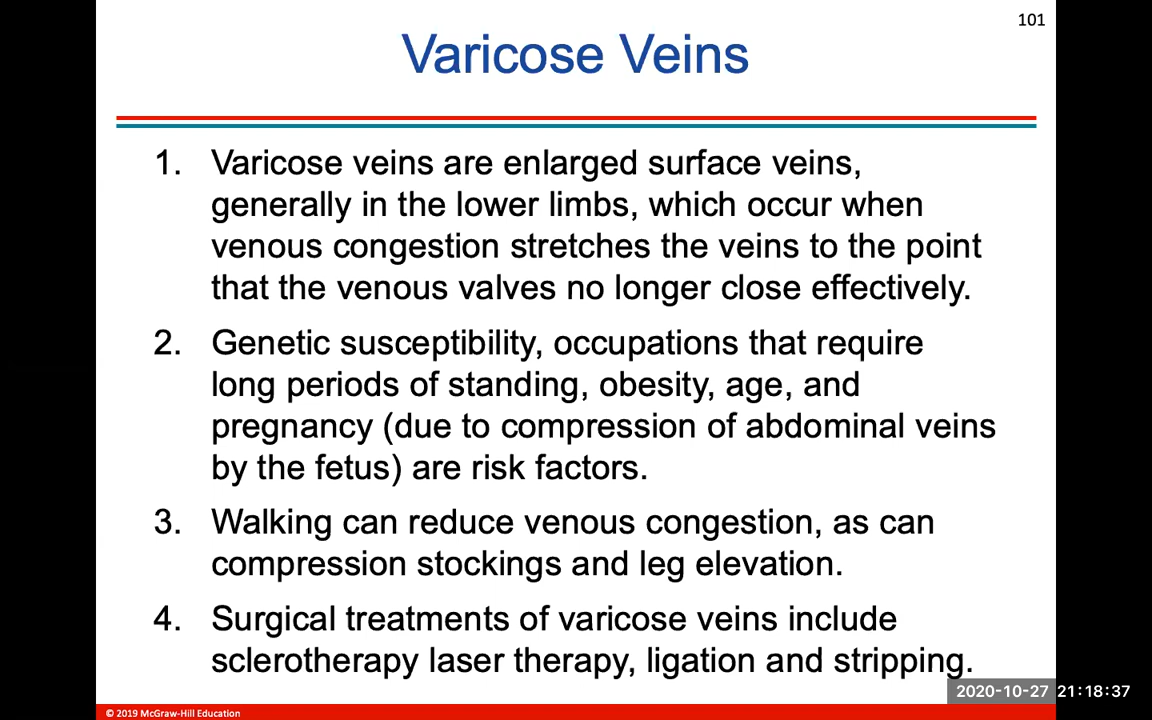 101
Varicose Veins
1. Varicose veins are enlarged surface veins,
generally in the lower limbs, which occur when
venous congestion stretches the veins to the point
that the venous valves no longer close effectively.
2. Genetic susceptibility, occupations that require
long periods of standing, obesity, age, and
pregnancy (due to compression of abdominal veins
by the fetus) are risk factors.
3. Walking can reduce venous congestion, as can
compression stockings and leg elevation.
4. Surgical treatments of varicose veins include
sclerotherapy laser therapy, ligation and stripping.
2020-10-27 21:18:37
© 2019 McGraw-Hill Education